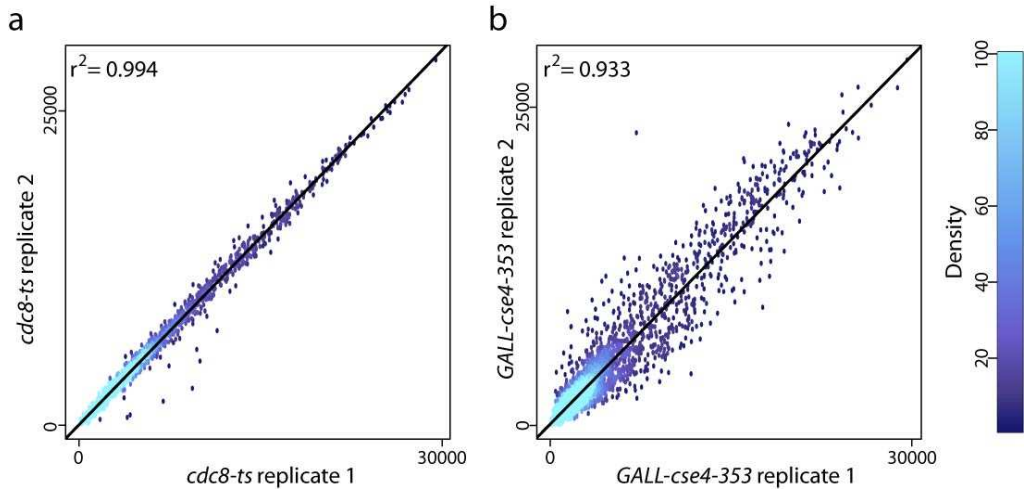 a
r²= 0.994
25000
0
cdc8-ts replicate 2
0
30000
cdc8-ts replicate 1
b
r²= 0.933
25000
0
GALL-cse4-353 replicate 2
0
30000
GALL-cse4-353 replicate 1
100
80
60
40
20
Density